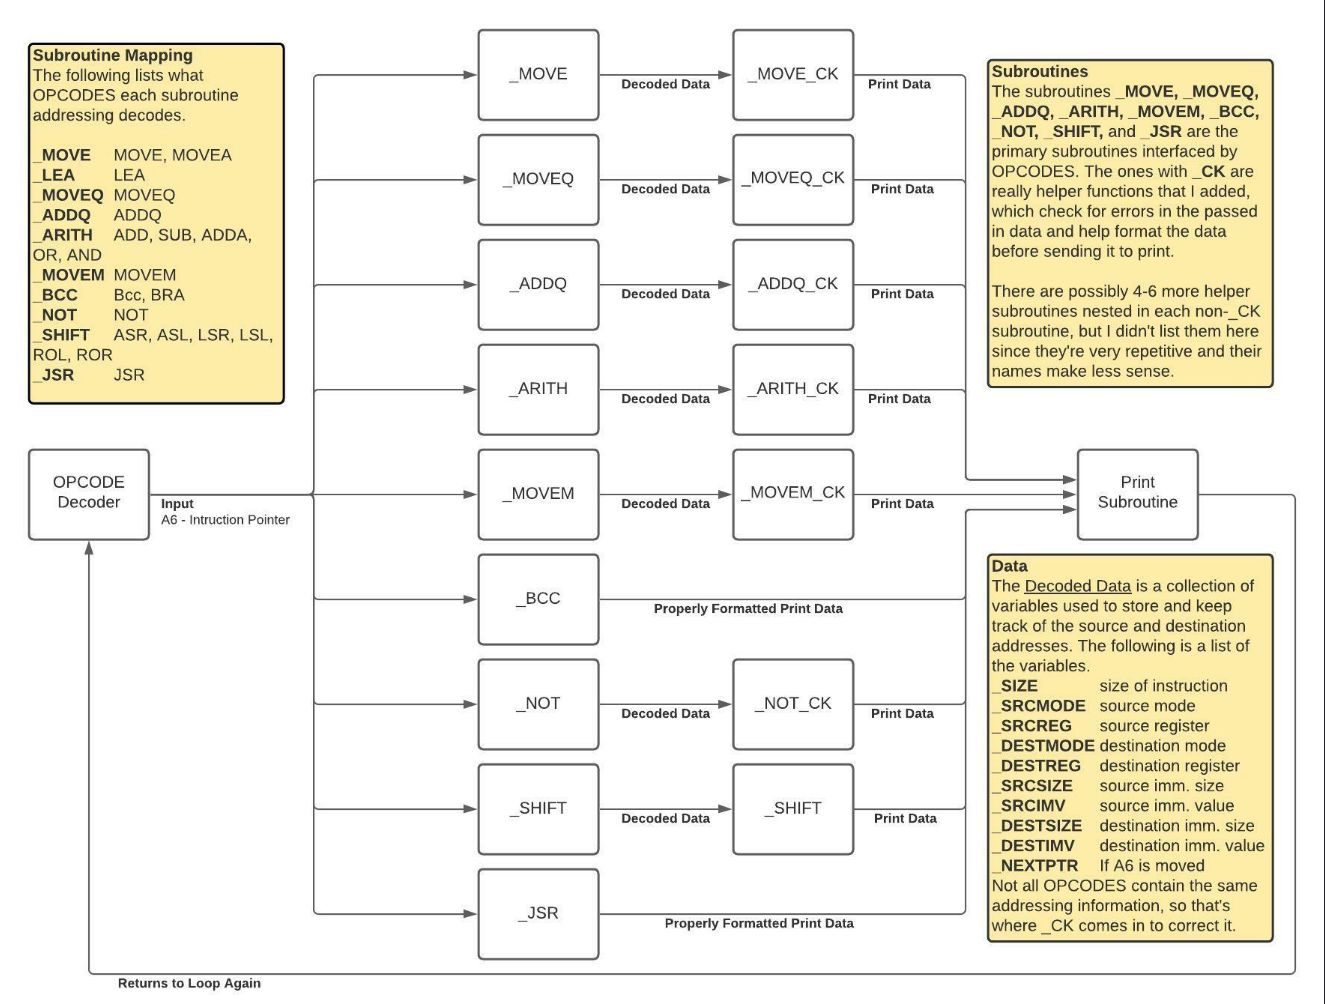 Subroutine Mapping
The following lists what
OPCODES each subroutine
addressing decodes.
_MOVE MOVE, MOVEA
_LEA LEA
_MOVEQ MOVEQ
_ADDQ ADDQ
_ARITH ADD, SUB, ADDA,
OR, AND
_MOVEM MOVEM
_BCC Bcc, BRA
_NOT NOT
_SHIFT ASR, ASL, LSR, LSL,
ROL, ROR
_JSR JSR
OPCODE
Decoder
Input
A6 - Intruction Pointer
_MOVE
Decoded Data
_MOVE_CK
Print Data
_MOVEQ
Decoded Data
_MOVEQ_CK
Print Data
_ADDQ
Decoded Data
_ADDQ_CK
Print Data
_ARITH
Decoded Data
_ARITH_CK
Print Data
_MOVEM
Decoded Data
_MOVEM_CK
Print Data
_BCC
Properly Formatted Print Data
_NOT
Decoded Data
_NOT_CK
Print Data
_SHIFT
Decoded Data
_SHIFT
Print Data
_JSR
Properly Formatted Print Data
Subroutines
The subroutines _MOVE, _MOVEQ,
_ADDQ, _ARITH, _MOVEM, _BCC,
_NOT, _SHIFT, and _JSR are the
primary subroutines interfaced by
OPCODES. The ones with _CK are
really helper functions that I added,
which check for errors in the passed
in data and help format the data
before sending it to print.
There are possibly 4-6 more helper
subroutines nested in each non-_CK
subroutine, but I didn't list them here
since they're very repetitive and their
names make less sense.
Print
Subroutine
Data
The Decoded Data is a collection of
variables used to store and keep
track of the source and destination
addresses. The following is a list of
the variables.
_SIZE size of instruction
_SRCMODE source mode
_SRCREG source register
_DESTMODE destination mode
_DESTREG destination register
_SRCSIZE source imm. size
_SRCIMV source imm. value
_DESTSIZE destination imm. size
_DESTIMV destination imm. value
_NEXTPTR If A6 is moved
Not all OPCODES contain the same
addressing information, so that's
where _CK comes in to correct it.
Returns to Loop Again